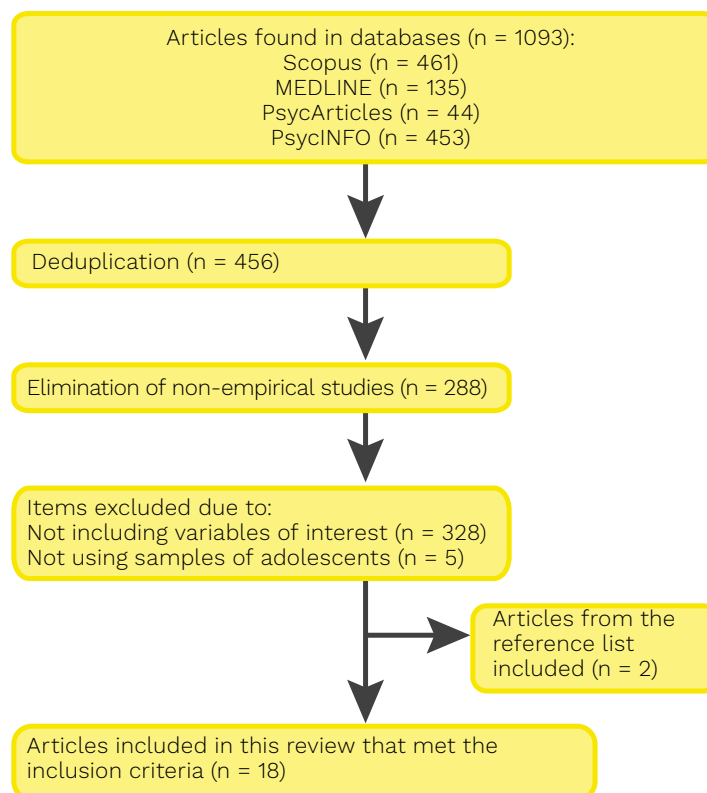 Articles found in databases (n = 1093):
Scopus (n = 461)
MEDLINE (n = 135)
PsycArticles (n = 44)
PsycINFO (n = 453)
Deduplication (n = 456)
Elimination of non-empirical studies (n = 288)
Items excluded due to:
Not including variables of interest (n = 328)
Not using samples of adolescents (n = 5)
Articles from the
reference list
included (n = 2)
Articles included in this review that met the
inclusion criteria (n = 18)